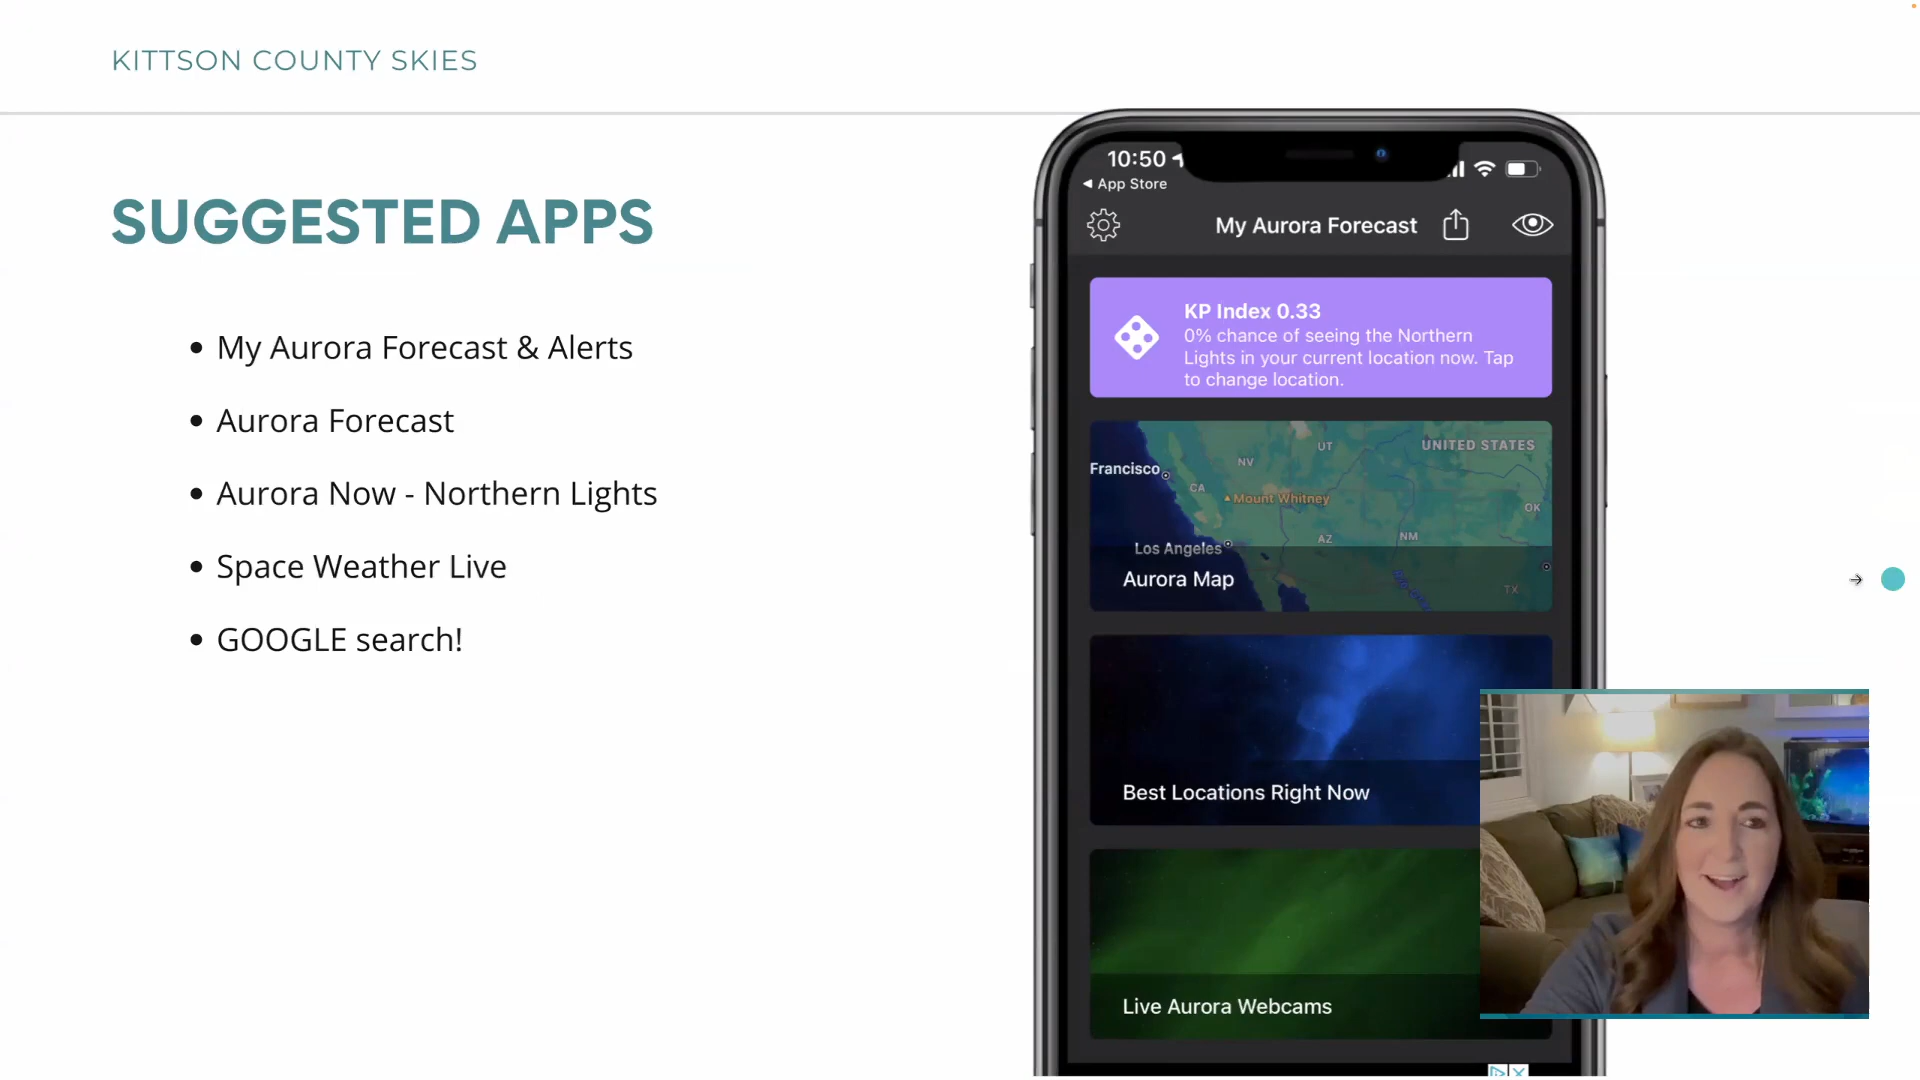 KITTSON COUNTY SKIES
SUGGESTED APPS
• My Aurora Forecast & Alerts
• Aurora Forecast
• Aurora Now - Northern Lights
• Space Weather Live
• GOOGLE search!
10:50
◀ App Store
My Aurora Forecast
KP Index 0.33
0% chance of seeing the Northern
Lights in your current location now. Tap
to change location.
UT
UNITED STATES
NV
Francisco
CA
Mount Whitney
OK
AZ
NM
Los Angeles
Aurora Map
TX
Best Locations Right Now
Live Aurora Webcams